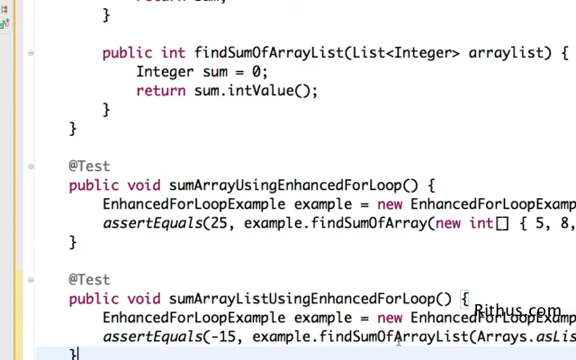 }
public int findSumOfArrayList(List<Integer> arraylist) {
Integer sum = 0;
return sum.intValue();
}
}
@Test
public void sumArrayUsingEnhancedForLoop() {
EnhancedForLoopExample example = new EnhancedForLoopExamp
assertEquals(25, example.findSumOfArray(new int[] { 5, 8,
}
@Test
public void sumArrayListUsingEnhancedForLoop() {
Rithus.com
EnhancedForLoopExample example = new EnhancedForLoopExamp
assertEquals(-15, example.findSumOfArrayList(Arrays.asLis
}